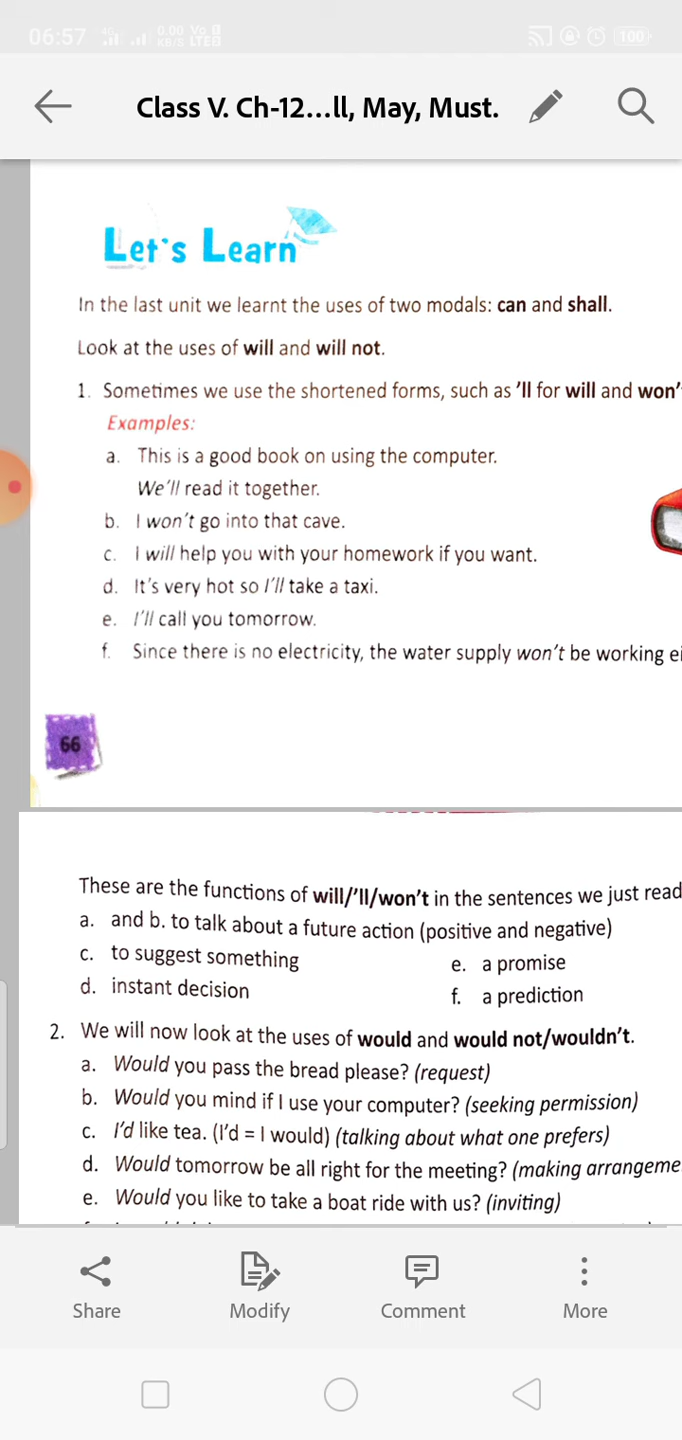 06:57 4G 0.00 KB/S Vo LTEB 100
Class V. Ch-12...ll, May, Must.
Let's Learn
In the last unit we learnt the uses of two modals: can and shall.
Look at the uses of will and will not.
1. Sometimes we use the shortened forms, such as 'll for will and won'
Examples:
a. This is a good book on using the computer.
We'll read it together.
b. I won't go into that cave.
c. I will help you with your homework if you want.
d. It's very hot so I'll take a taxi.
e. I'll call you tomorrow.
f. Since there is no electricity, the water supply won't be working ei
66
These are the functions of will/'ll/won't in the sentences we just read
a. and b. to talk about a future action (positive and negative)
c. to suggest something
d. instant decision
e. a promise
f. a prediction
2. We will now look at the uses of would and would not/wouldn't.
a. Would you pass the bread please? (request)
b. Would you mind if I use your computer? (seeking permission)
c. I'd like tea. (I'd = I would) (talking about what one prefers)
d. Would tomorrow be all right for the meeting? (making arrangeme
e. Would you like to take a boat ride with us? (inviting)
Share Modify Comment More